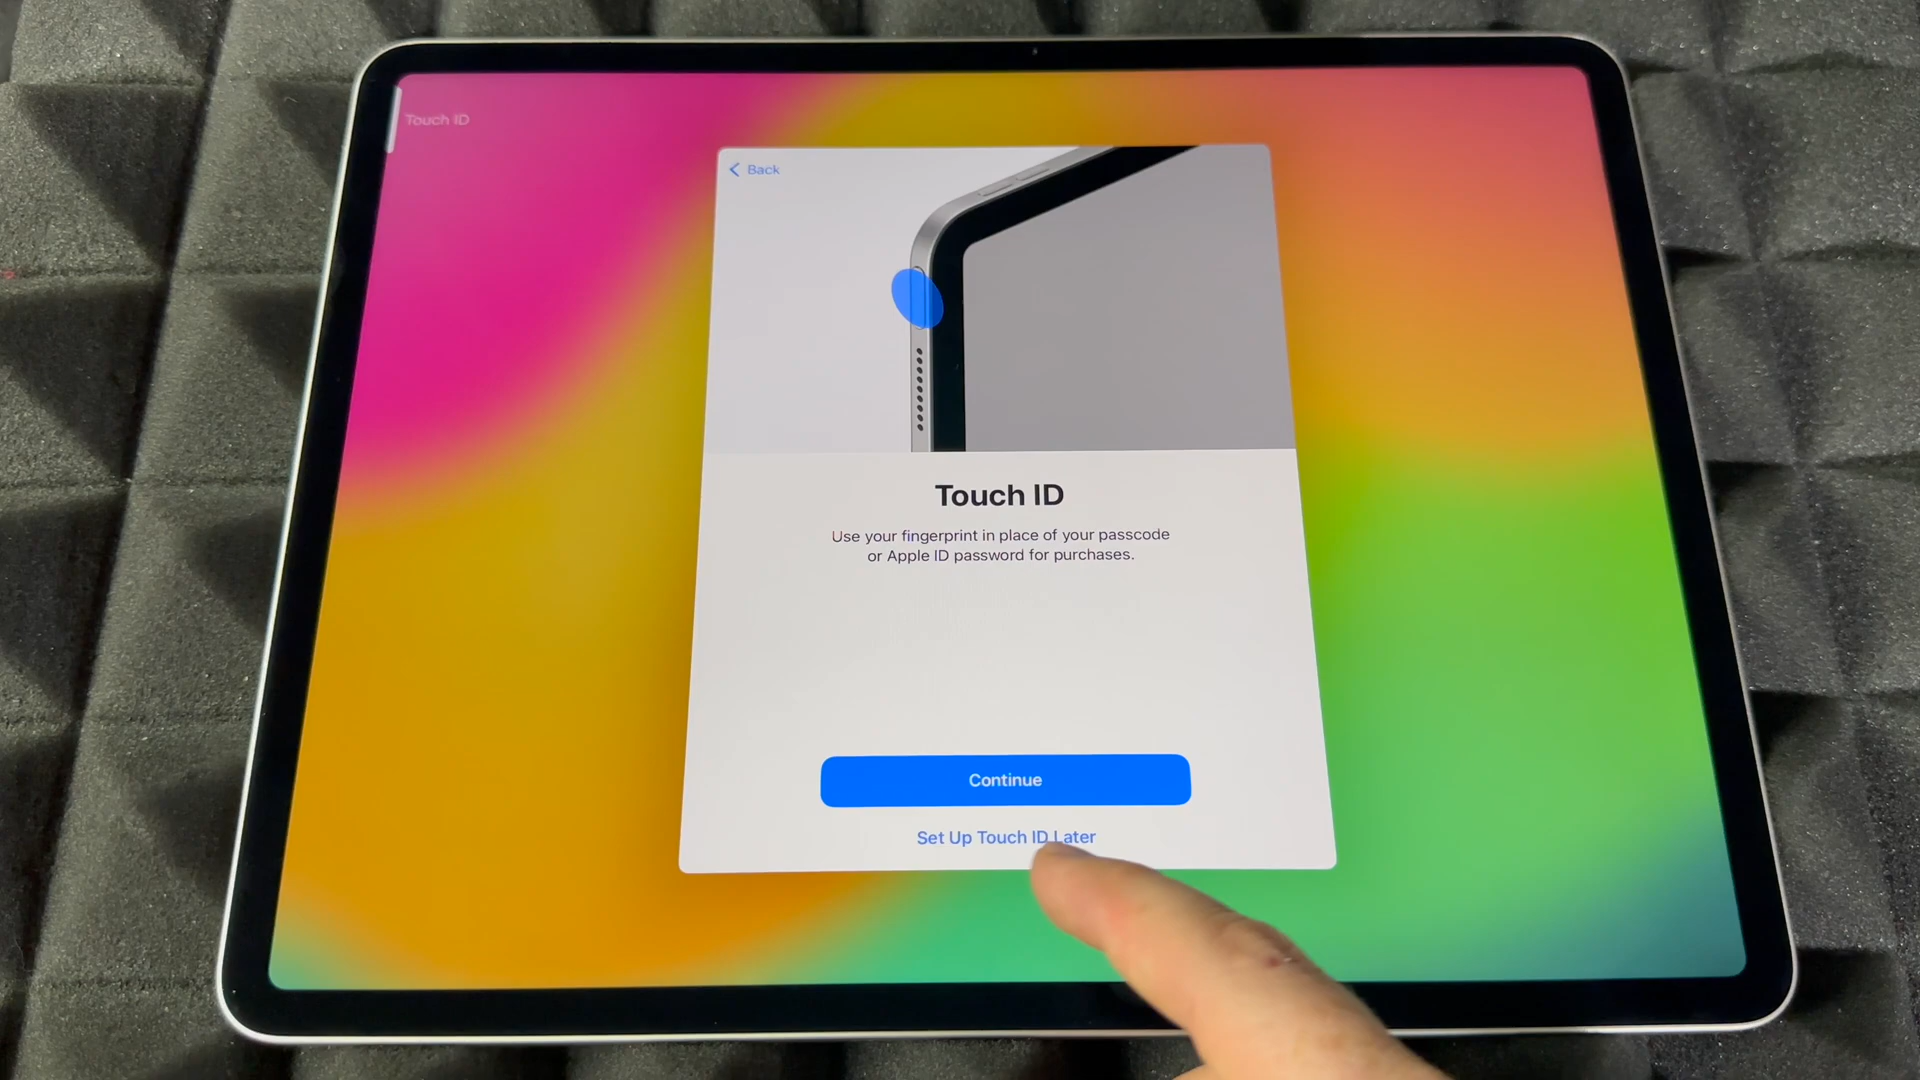 Touch ID
Back
Touch ID
Use your fingerprint in place of your passcode
or Apple ID password for purchases.
Continue
Set Up Touch ID Later